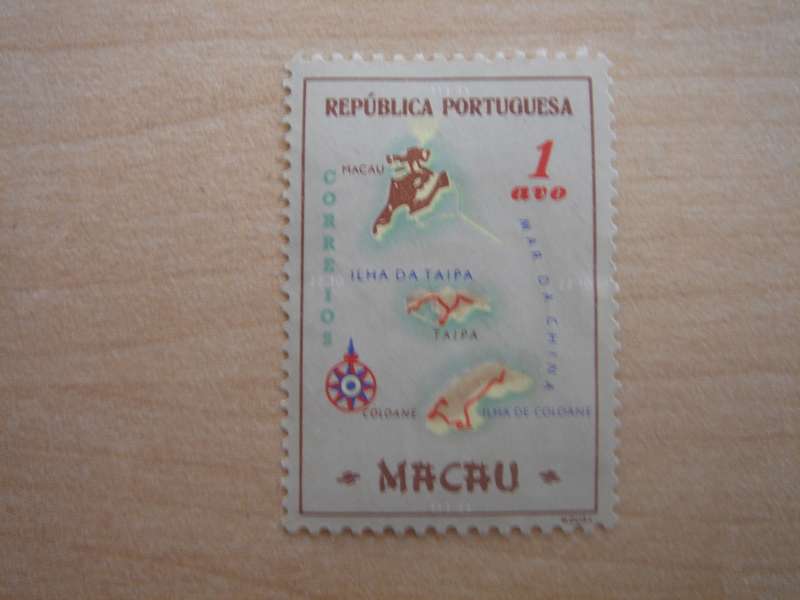 REPÚBLICA PORTUGUESA
MACAU
1
avo
CORREIOS
MAR DA CHINA
ILHA DA TAIPA
TAIPA
COLOANE
ILHA DE COLOANE
MACAU